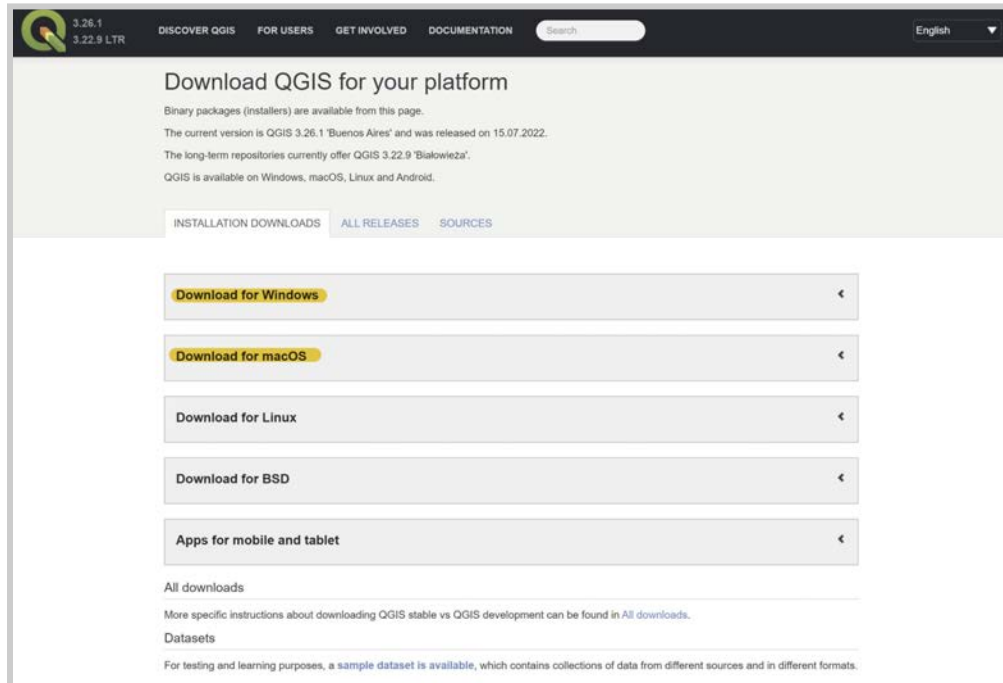 3.26.1
3.22.9 LTR
DISCOVER QGIS FOR USERS GET INVOLVED DOCUMENTATION Search English
Download QGIS for your platform
Binary packages (installers) are available from this page.
The current version is QGIS 3.26.1 'Buenos Aires' and was released on 15.07.2022.
The long-term repositories currently offer QGIS 3.22.9 'Białowieża'.
QGIS is available on Windows, macOS, Linux and Android.
INSTALLATION DOWNLOADS ALL RELEASES SOURCES
Download for Windows
Download for macOS
Download for Linux
Download for BSD
Apps for mobile and tablet
All downloads
More specific instructions about downloading QGIS stable vs QGIS development can be found in All downloads.
Datasets
For testing and learning purposes, a sample dataset is available, which contains collections of data from different sources and in different formats.